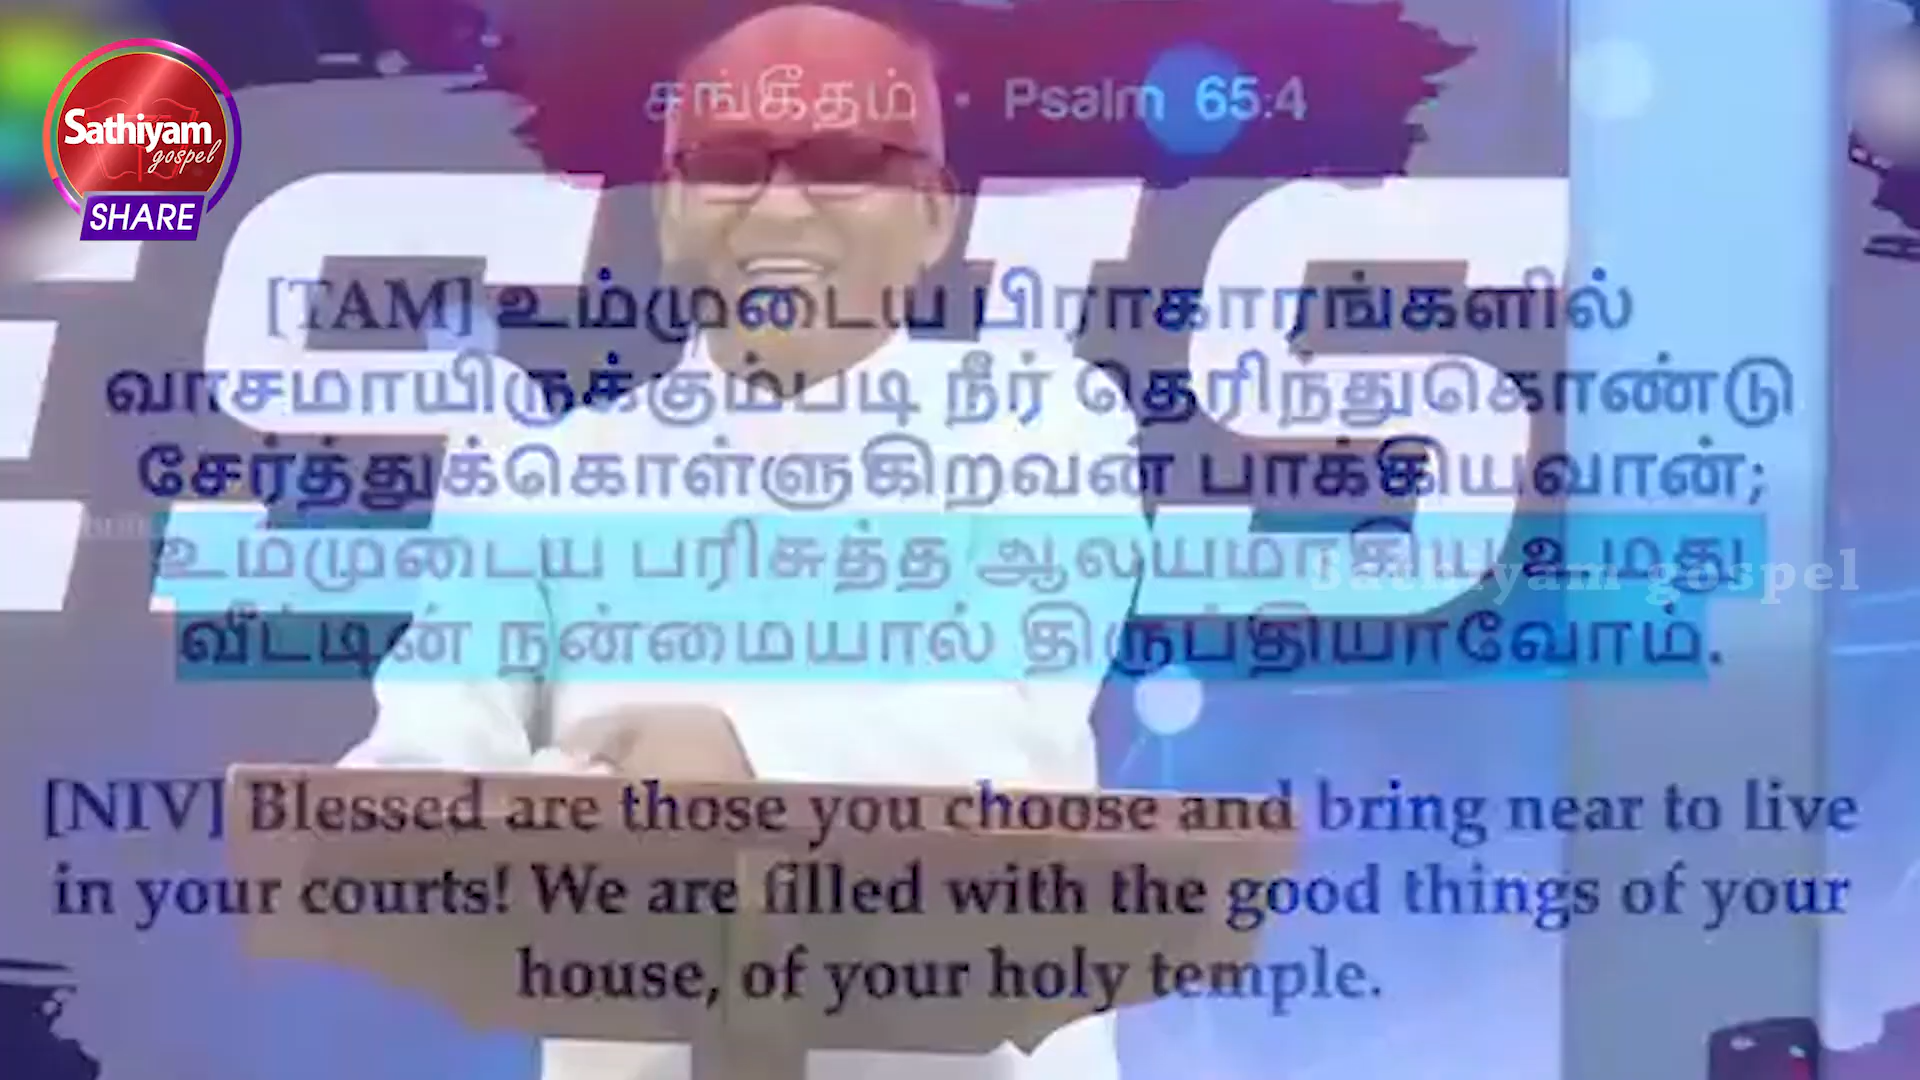 Sathiyam
gospel
SHARE
சங்கீதம் • Psalm 65:4
[TAM] உம்முடைய பிராகாரங்களில்
வாசமாயிருக்கும்படி நீர் தெரிந்துகொண்டு
சேர்த்துக்கொள்ளுகிறவன் பாக்கியவான்;
உம்முடைய பரிசுத்த ஆலயமாகிய உமது
வீட்டின் நன்மையால் திருப்தியாவோம்.
Sathiyam gospel
[NIV] Blessed are those you choose and bring near to live
in your courts! We are filled with the good things of your
house, of your holy temple.